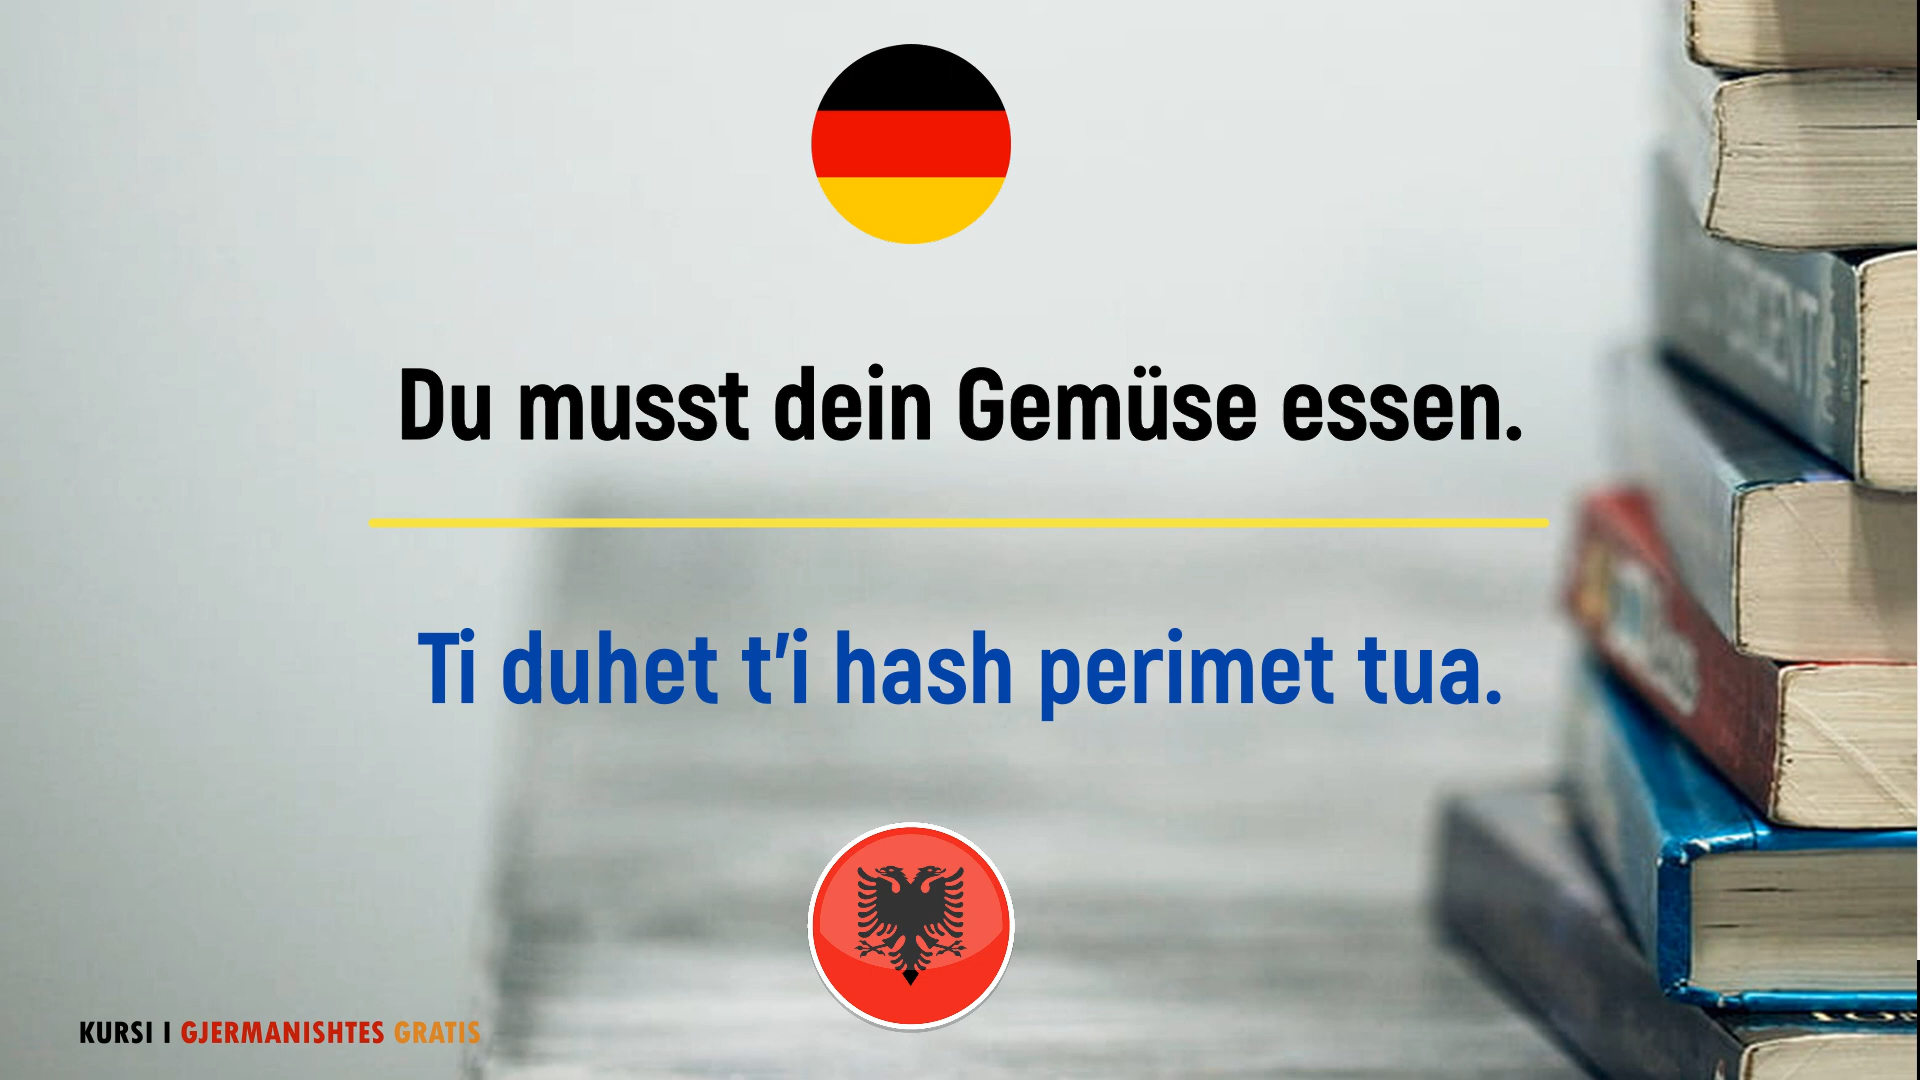 Du musst dein Gemüse essen.
Ti duhet t'i hash perimet tua.
KURSI I GJERMANISHTES GRATIS